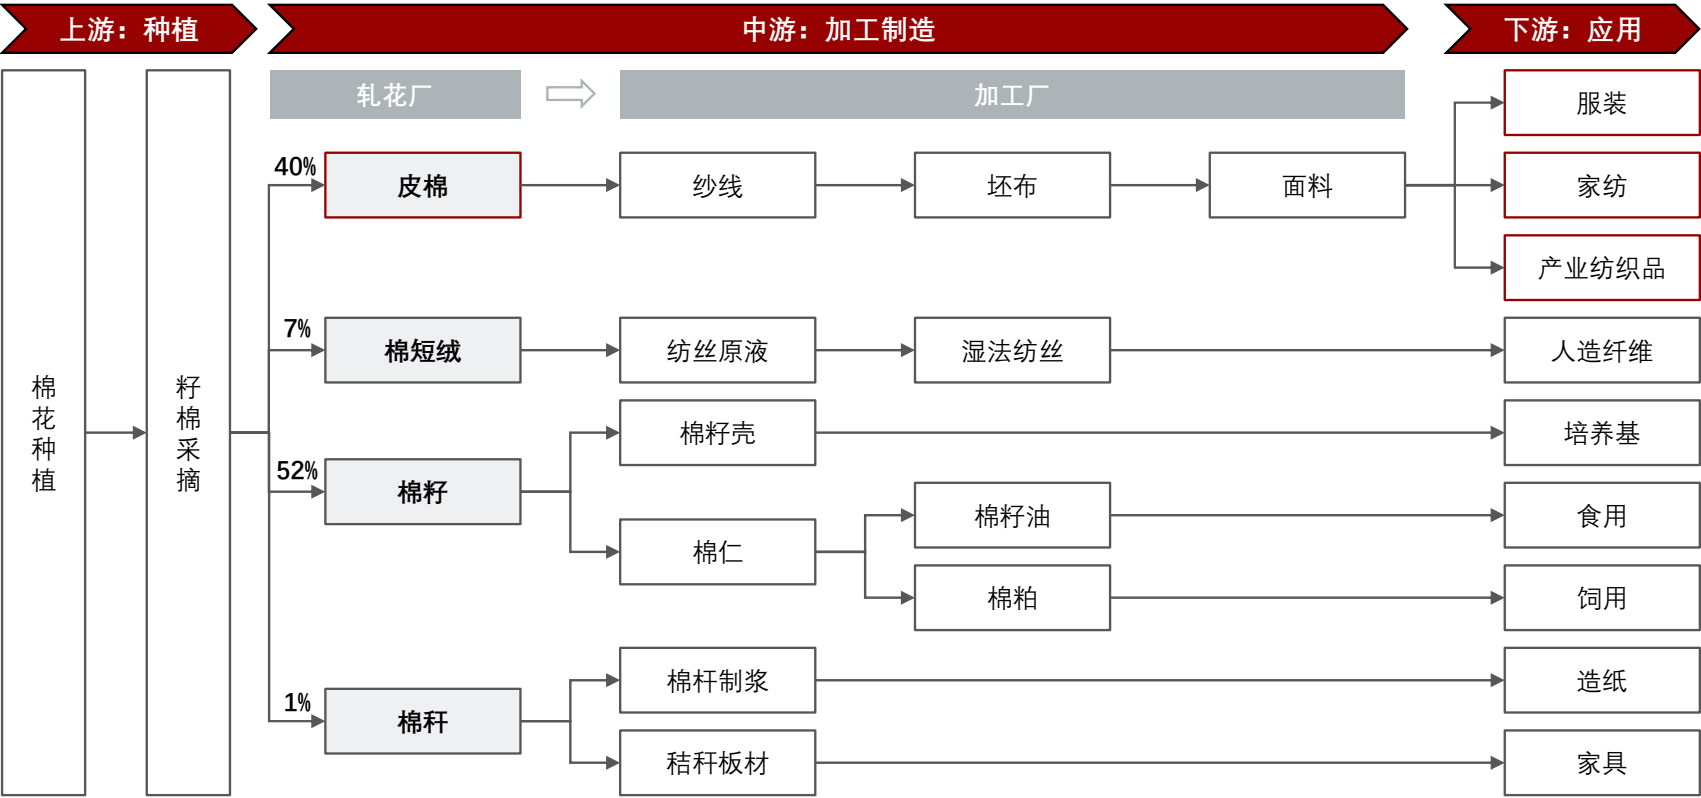 上游：种植
中游：加工制造
下游：应用
轧花厂
加工厂
棉花种植
籽棉采摘
40%
皮棉
纱线
坯布
面料
服装
家纺
产业纺织品
7%
棉短绒
纺丝原液
湿法纺丝
人造纤维
52%
棉籽
棉籽壳
培养基
棉仁
棉籽油
食用
棉粕
饲用
1%
棉秆
棉杆制浆
造纸
秸秆板材
家具